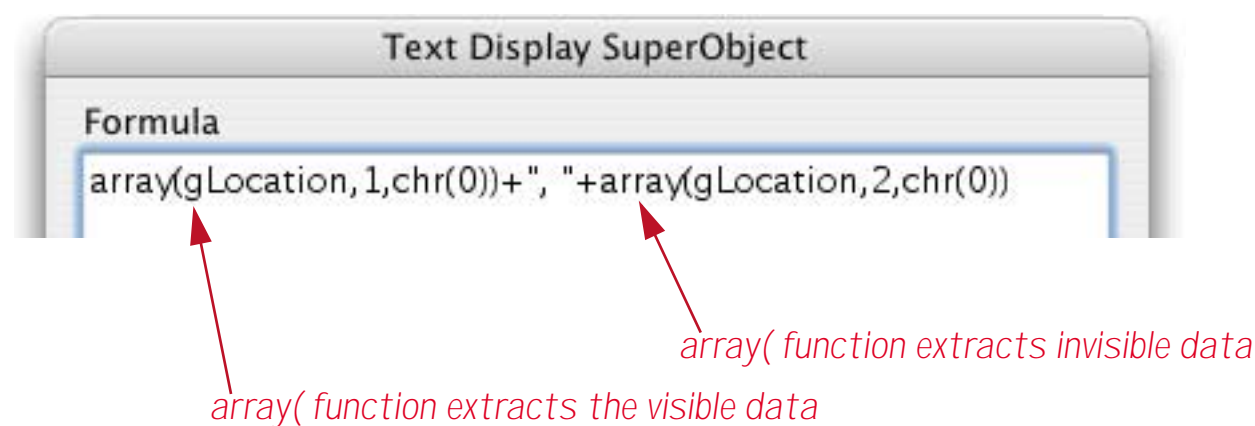 Text Display SuperObject
Formula
array(gLocation,1,chr(0))+", "+array(gLocation,2,chr(0))
array( function extracts invisible data
array( function extracts the visible data